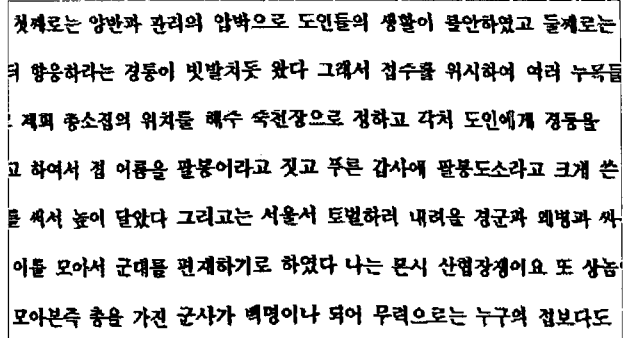 첫째로는 양반과 관리의 압박으로 도인들의 생활이 불안하였고 둘째로는
터 향응하라는 경통이 빗발치듯 왔다 그래서 접수를 위시하여 여러 두목들
제회 총소집의 위치를 해주 죽천장으로 정하고 각처 도인에게 경통을
고 하여서 접 이름을 팔봉이라고 짓고 푸른 갑사에 팔봉도소라고 크게 쓴
를 써서 높이 달았다 그리고는 서울서 토벌하러 내려올 경군과 왜병과 싸
이를 모아서 군대를 편제하기로 하였다 나는 본시 산협장쟁이요 또 상놈
모아본즉 총을 가진 군사가 백명이나 되어 무력으로는 누구의 접보다도